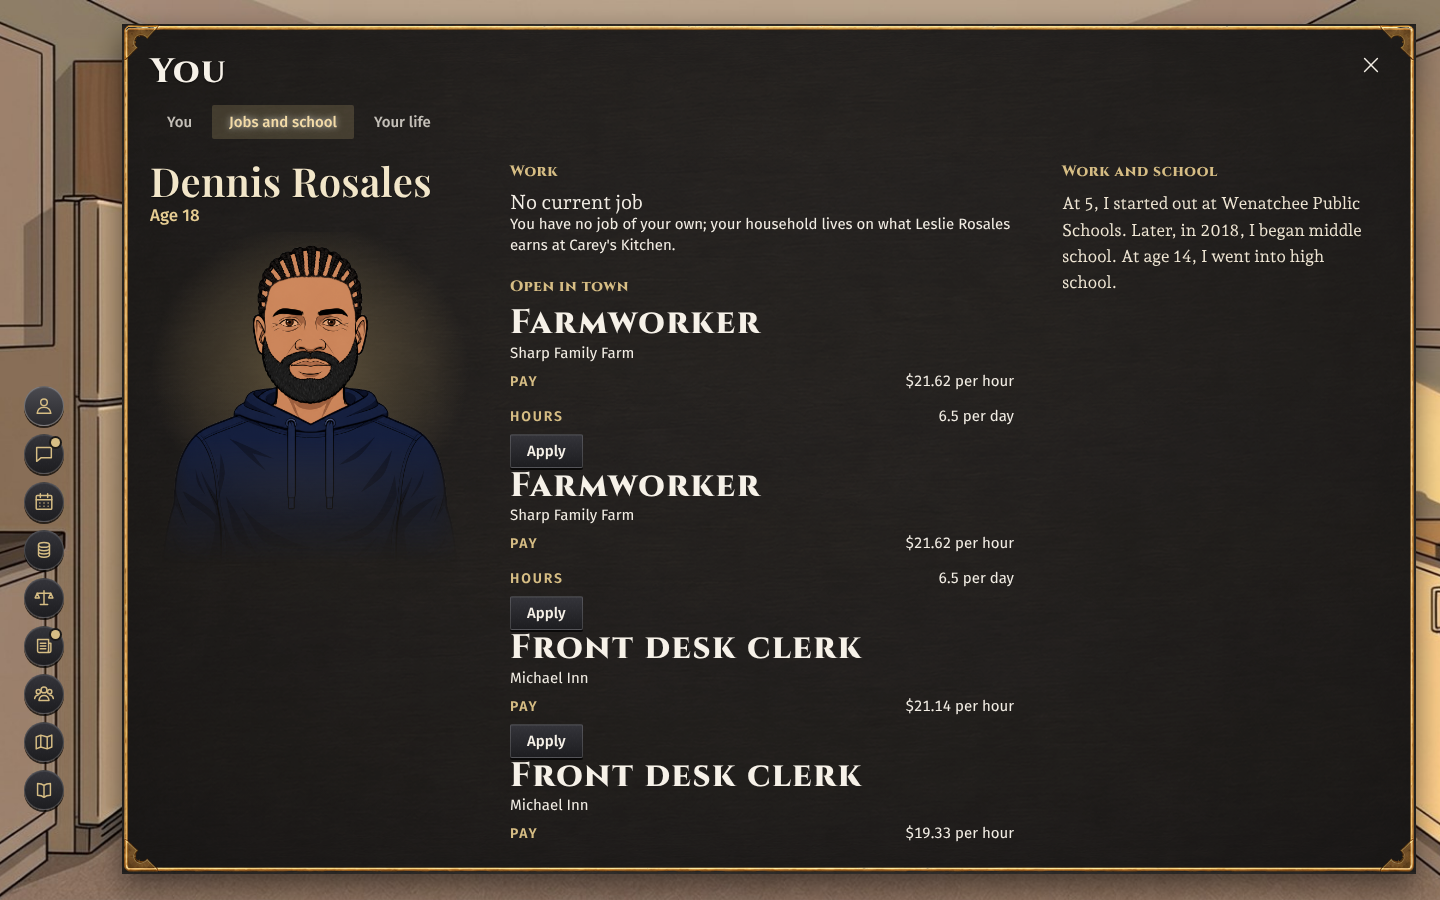 You
You
Jobs and school
Your life
Dennis Rosales
Age 18
Work
No current job
You have no job of your own; your household lives on what Leslie Rosales
earns at Carey's Kitchen.
Open in town
Farmworker
Sharp Family Farm
PAY
$21.62 per hour
HOURS
6.5 per day
Apply
Farmworker
Sharp Family Farm
PAY
$21.62 per hour
HOURS
6.5 per day
Apply
Front desk clerk
Michael Inn
PAY
$21.14 per hour
Apply
Front desk clerk
Michael Inn
PAY
$19.33 per hour
Work and school
At 5, I started out at Wenatchee Public
Schools. Later, in 2018, I began middle
school. At age 14, I went into high
school.